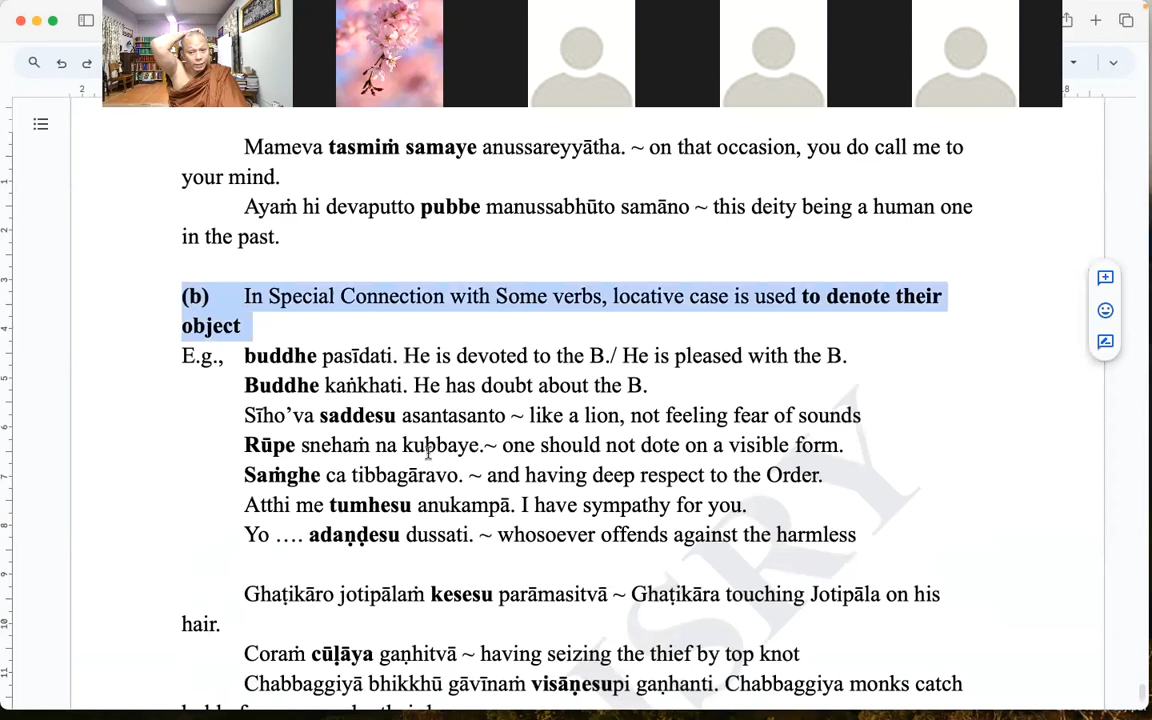 2
8
Mameva tasmiṁ samaye anussareyyātha. ~ on that occasion, you do call me to
your mind.
Ayaṁ hi devaputto pubbe manussabhūto samāno ~ this deity being a human one
in the past.
(b) In Special Connection with Some verbs, locative case is used to denote their
object
E.g., buddhe pasīdati. He is devoted to the B./ He is pleased with the B.
Buddhe kaṅkhati. He has doubt about the B.
Sīho’va saddesu asantasanto ~ like a lion, not feeling fear of sounds
Rūpe snehaṁ na kubbaye.~ one should not dote on a visible form.
Saṁghe ca tibbagāravo. ~ and having deep respect to the Order.
Atthi me tumhesu anukampā. I have sympathy for you.
Yo …. adaṇḍesu dussati. ~ whosoever offends against the harmless
Ghaṭikāro jotipālaṁ kesesu parāmasitvā ~ Ghaṭikāra touching Jotipāla on his
hair.
Coraṁ cūḷāya gaṇhitvā ~ having seizing the thief by top knot
Chabbaggiyā bhikkhū gāvīnaṁ visāṇesupi gaṇhanti. Chabbaggiya monks catch